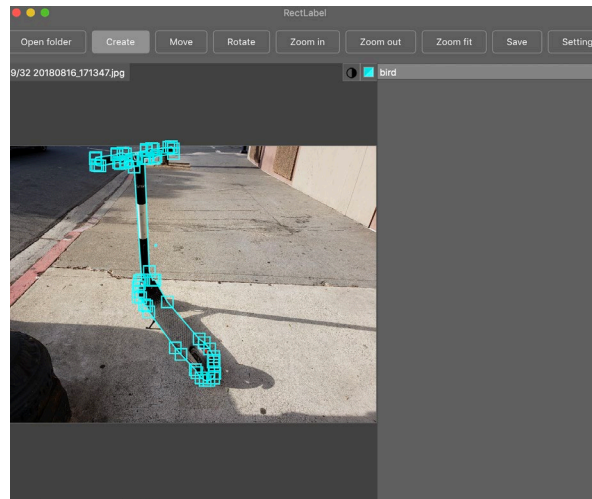 RectLabel
Open folder Create Move Rotate Zoom in Zoom out Zoom fit Save Setting
9/32 20180816_171347.jpg bird